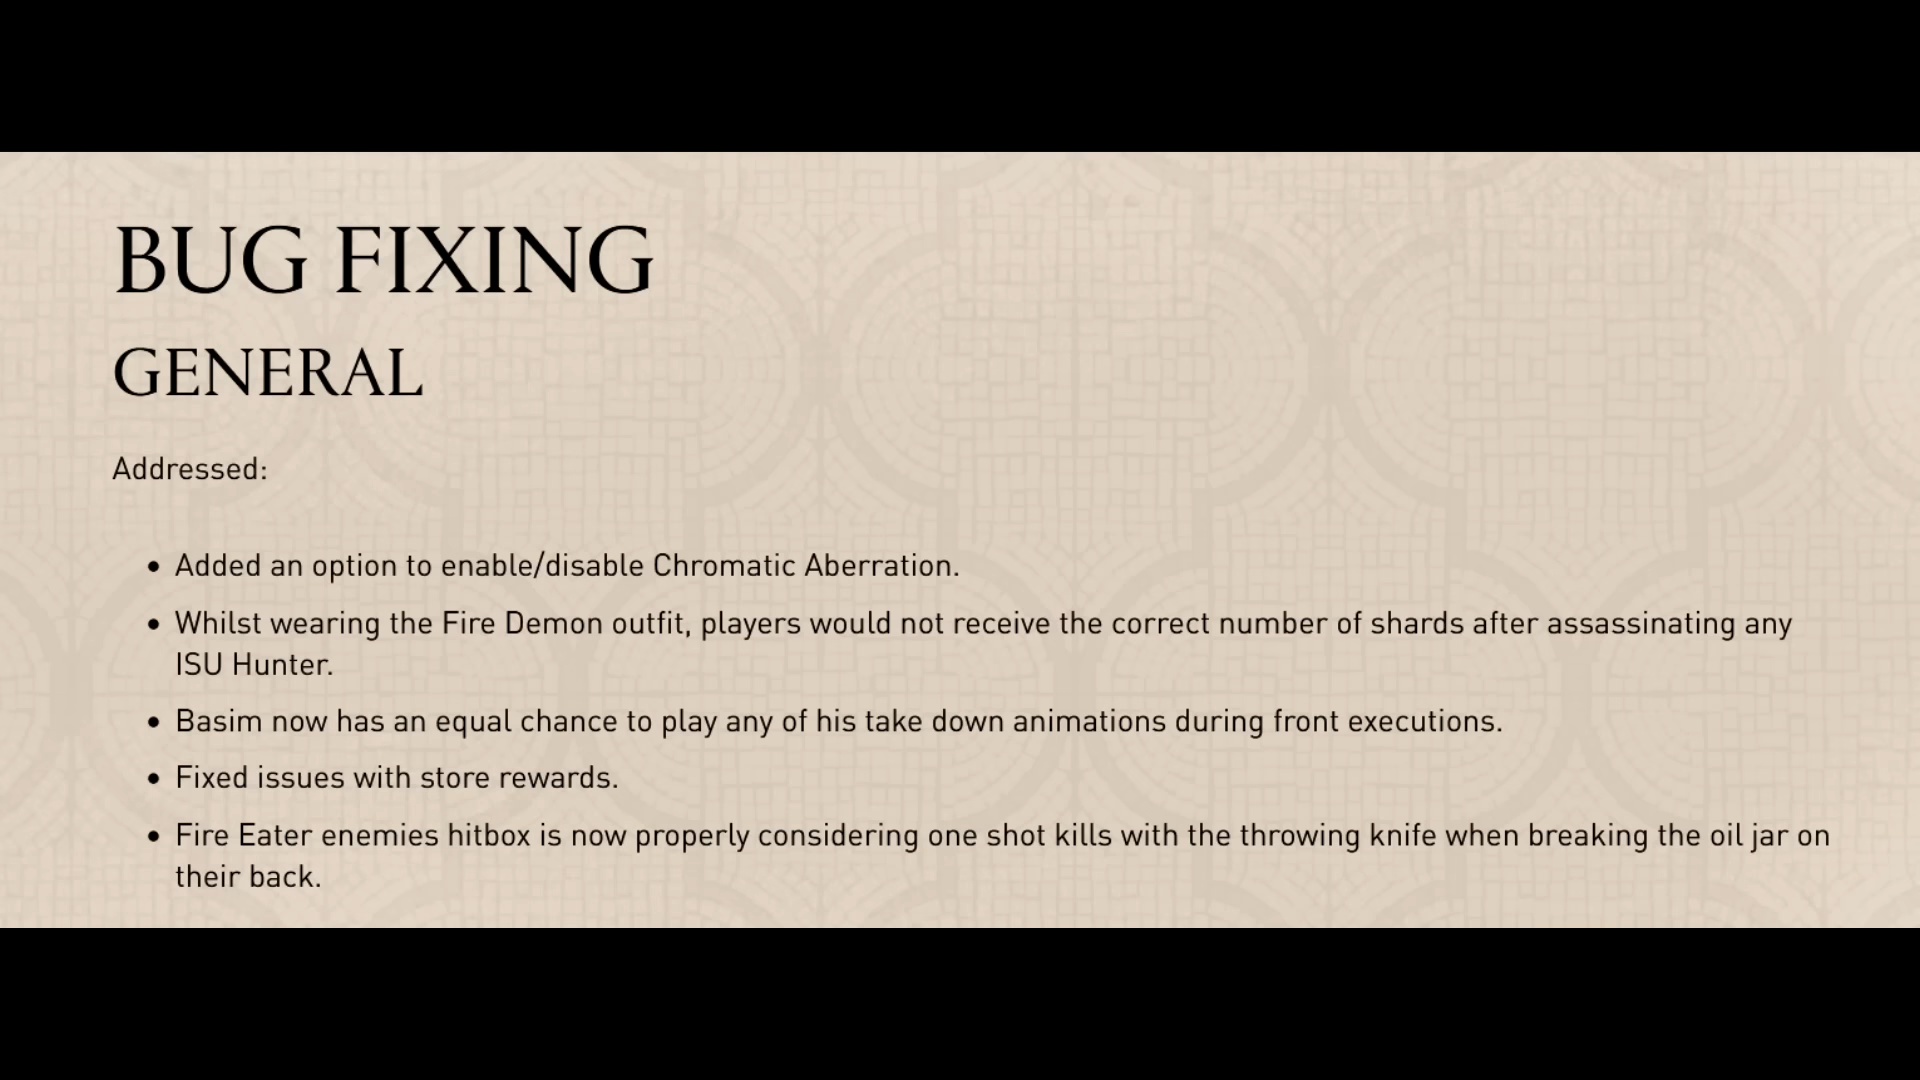 BUG FIXING
GENERAL
Addressed:
• Added an option to enable/disable Chromatic Aberration.
• Whilst wearing the Fire Demon outfit, players would not receive the correct number of shards after assassinating any
ISU Hunter.
• Basim now has an equal chance to play any of his take down animations during front executions.
• Fixed issues with store rewards.
• Fire Eater enemies hitbox is now properly considering one shot kills with the throwing knife when breaking the oil jar on
their back.